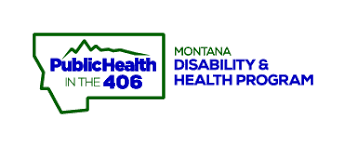 PublicHealth
IN THE 406
MONTANA
DISABILITY &
HEALTH PROGRAM